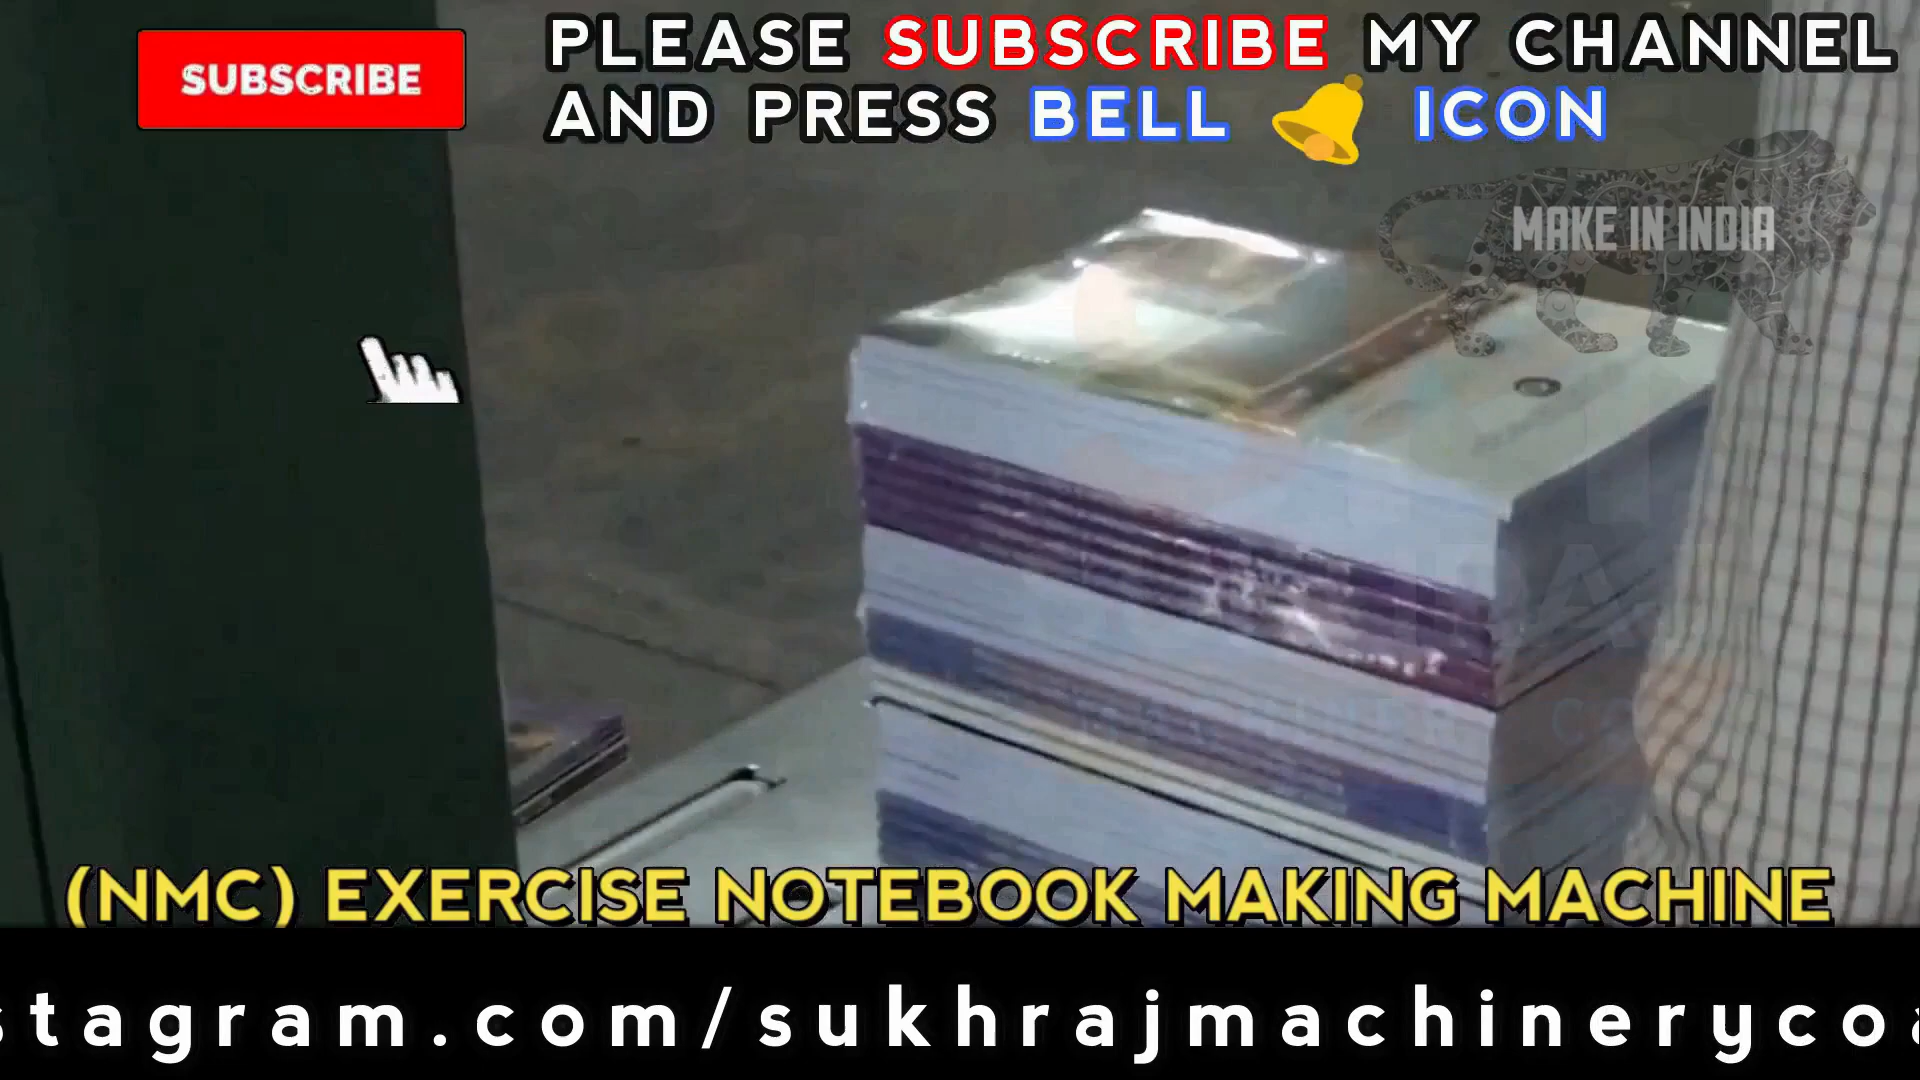 SUBSCRIBE
PLEASE SUBSCRIBE MY CHANNEL
AND PRESS BELL ICON
MAKE IN INDIA
(NMC) EXERCISE NOTEBOOK MAKING MACHINE
stagram.com/sukhrajmachineryco